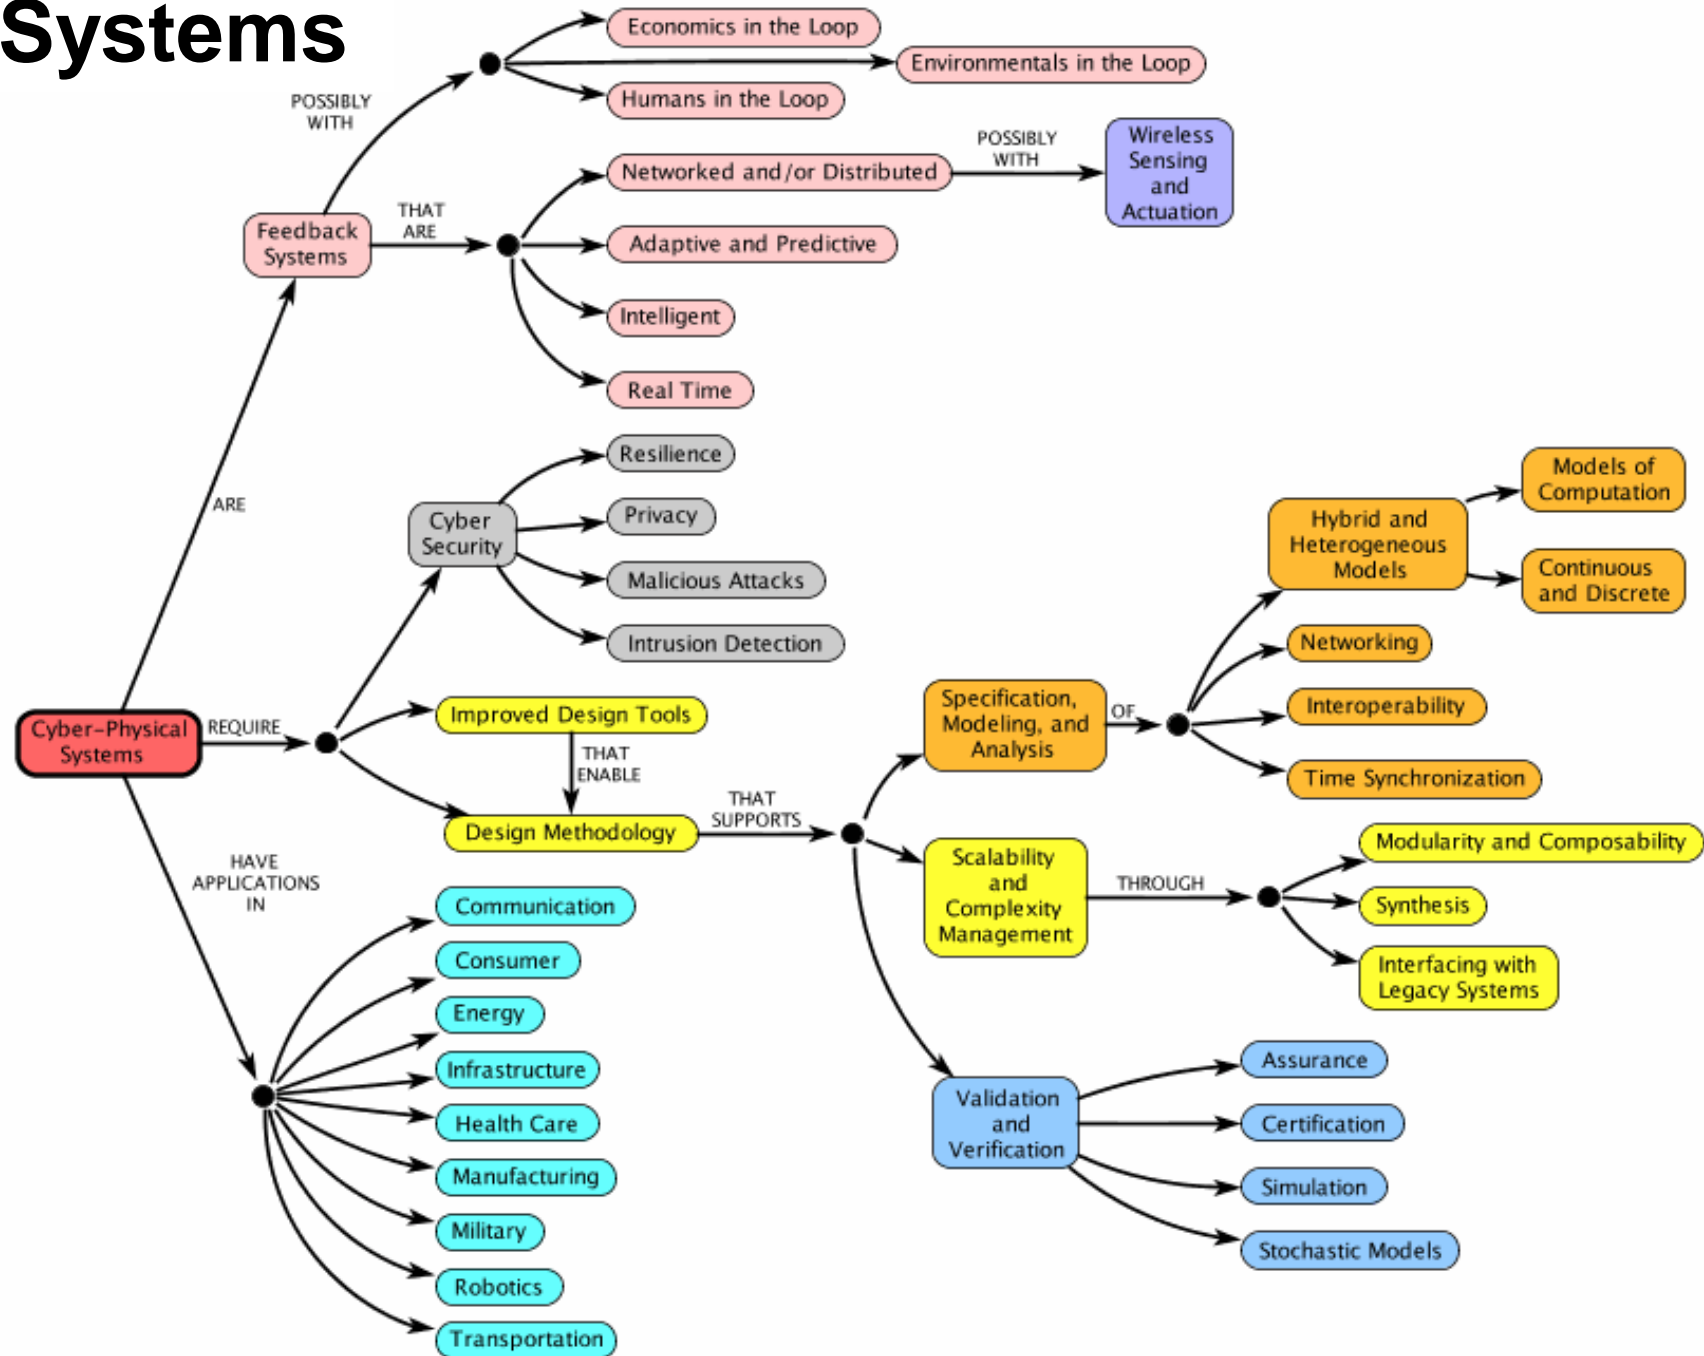 Systems
Economics in the Loop
Environmentals in the Loop
Humans in the Loop
POSSIBLY
WITH
Networked and/or Distributed
POSSIBLY
WITH
Wireless
Sensing
and
Actuation
Feedback
Systems
THAT
ARE
Adaptive and Predictive
Intelligent
Real Time
ARE
Resilience
Cyber
Security
Privacy
Malicious Attacks
Intrusion Detection
Cyber-Physical
Systems
REQUIRE
Improved Design Tools
THAT
ENABLE
Design Methodology
THAT
SUPPORTS
Specification,
Modeling, and
Analysis
OF
Hybrid and
Heterogeneous
Models
Models of
Computation
Continuous
and Discrete
Networking
Interoperability
Time Synchronization
Scalability
and
Complexity
Management
THROUGH
Modularity and Composability
Synthesis
Interfacing with
Legacy Systems
Validation
and
Verification
Assurance
Certification
Simulation
Stochastic Models
HAVE
APPLICATIONS
IN
Communication
Consumer
Energy
Infrastructure
Health Care
Manufacturing
Military
Robotics
Transportation